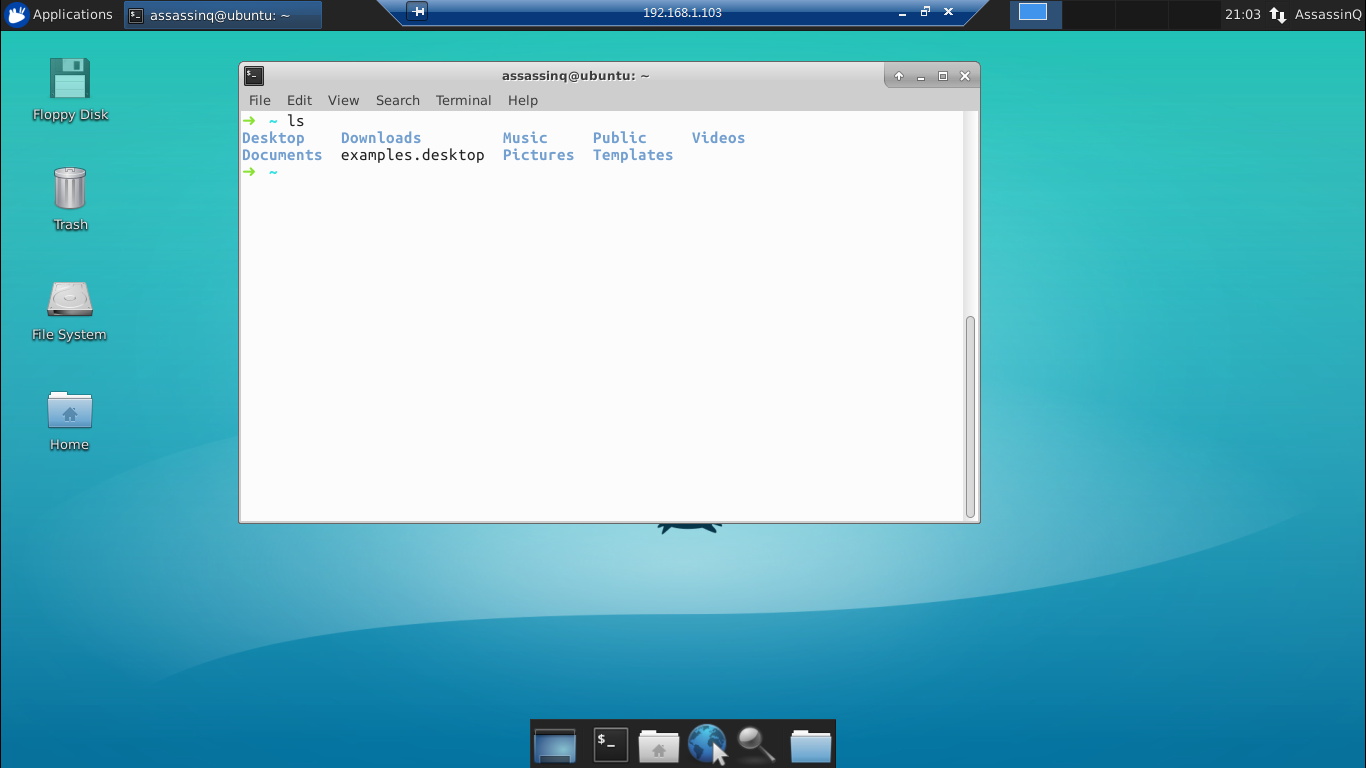 Applications
assassinq@ubuntu: ~
192.168.1.103
21:03
AssassinQ
Floppy Disk
Trash
File System
Home
assassinq@ubuntu: ~
File Edit View Search Terminal Help
➜ ~ ls
Desktop Downloads Music Public Videos
Documents examples.desktop Pictures Templates
➜ ~
$_